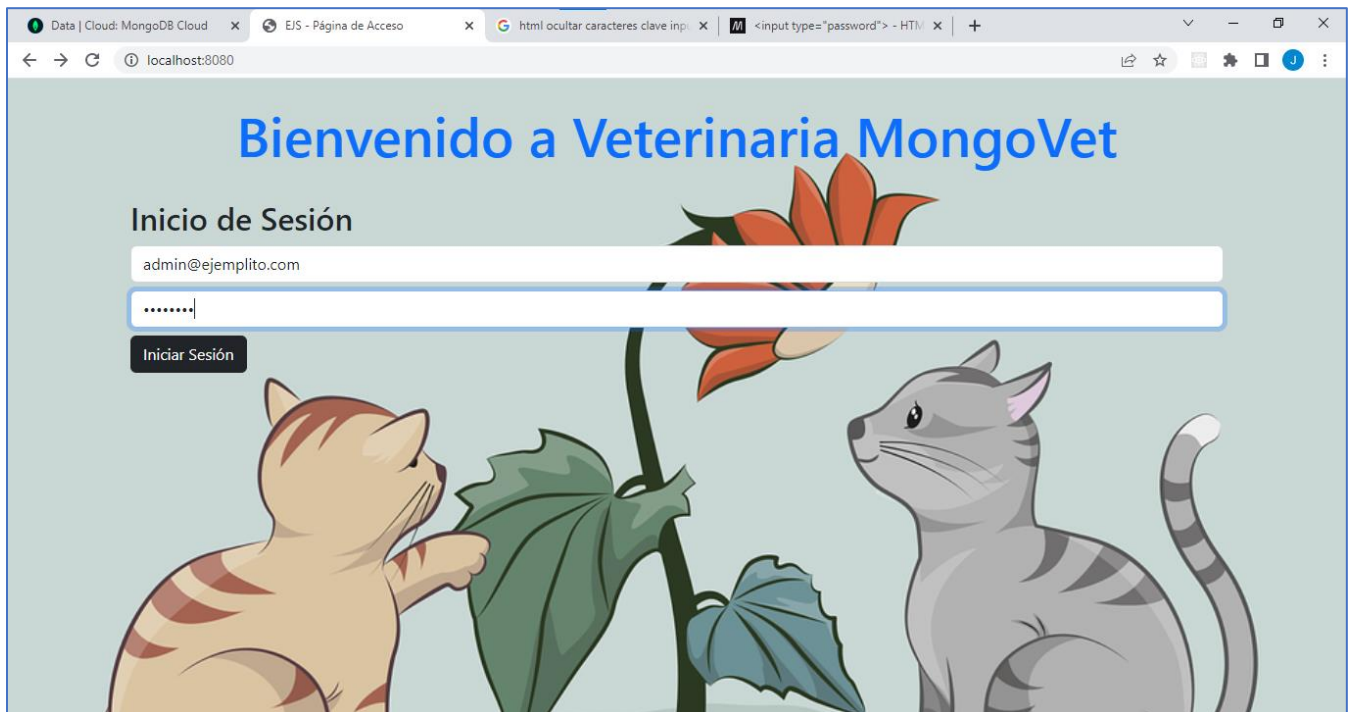 Data | Cloud: MongoDB Cloud
EJS - Página de Acceso
html ocultar caracteres clave inpu
<input type="password"> - HTM
localhost:8080
J
Bienvenido a Veterinaria MongoVet
Inicio de Sesión
admin@ejemplito.com
••••••••
Iniciar Sesión